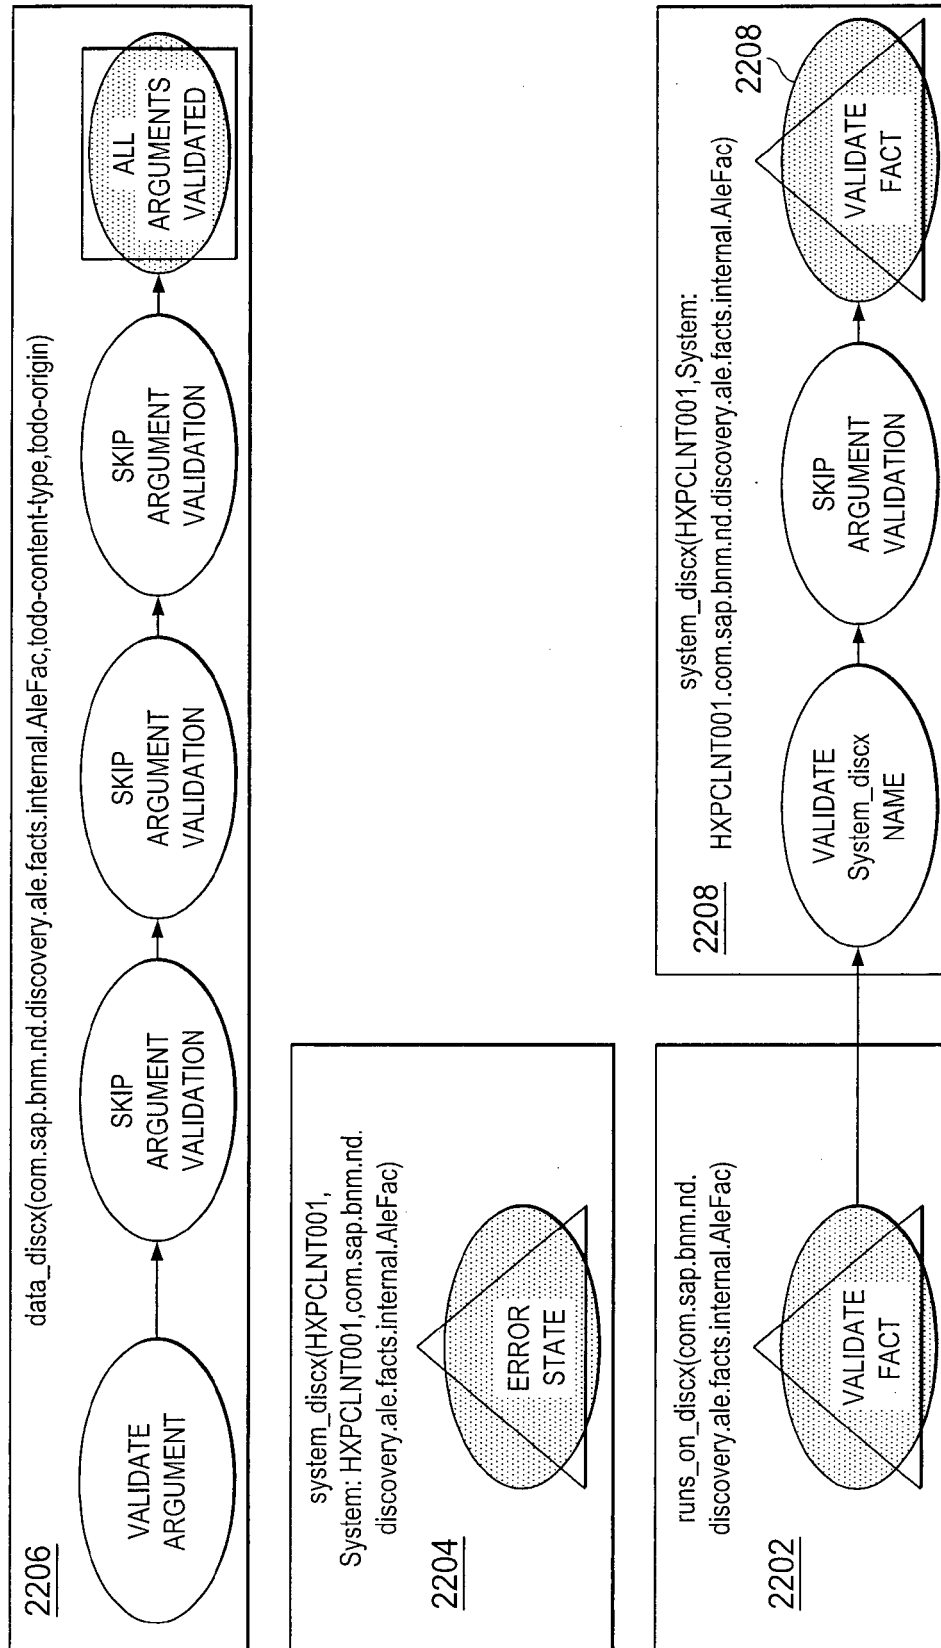 2206
data_discx(com.sap.bnm.nd.discovery.ale.facts.internal.AleFac,todo-content-type,todo-origin)
VALIDATE
ARGUMENT
SKIP
ARGUMENT
VALIDATION
SKIP
ARGUMENT
VALIDATION
SKIP
ARGUMENT
VALIDATION
ALL
ARGUMENTS
VALIDATED
system_discx(HXPCLNT001,
System: HXPCLNT001,com.sap.bnm.nd.
discovery.ale.facts.internal.AleFac)
2204
ERROR
STATE
runs_on_discx(com.sap.bnm.nd.
discovery.ale.facts.internal.AleFac)
2202
VALIDATE
FACT
system_discx(HXPCLNT001,System:
HXPCLNT001.com.sap.bnm.nd.discovery.ale.facts.internal.AleFac)
2208
VALIDATE
System_discx
NAME
SKIP
ARGUMENT
VALIDATION
VALIDATE
FACT
2208